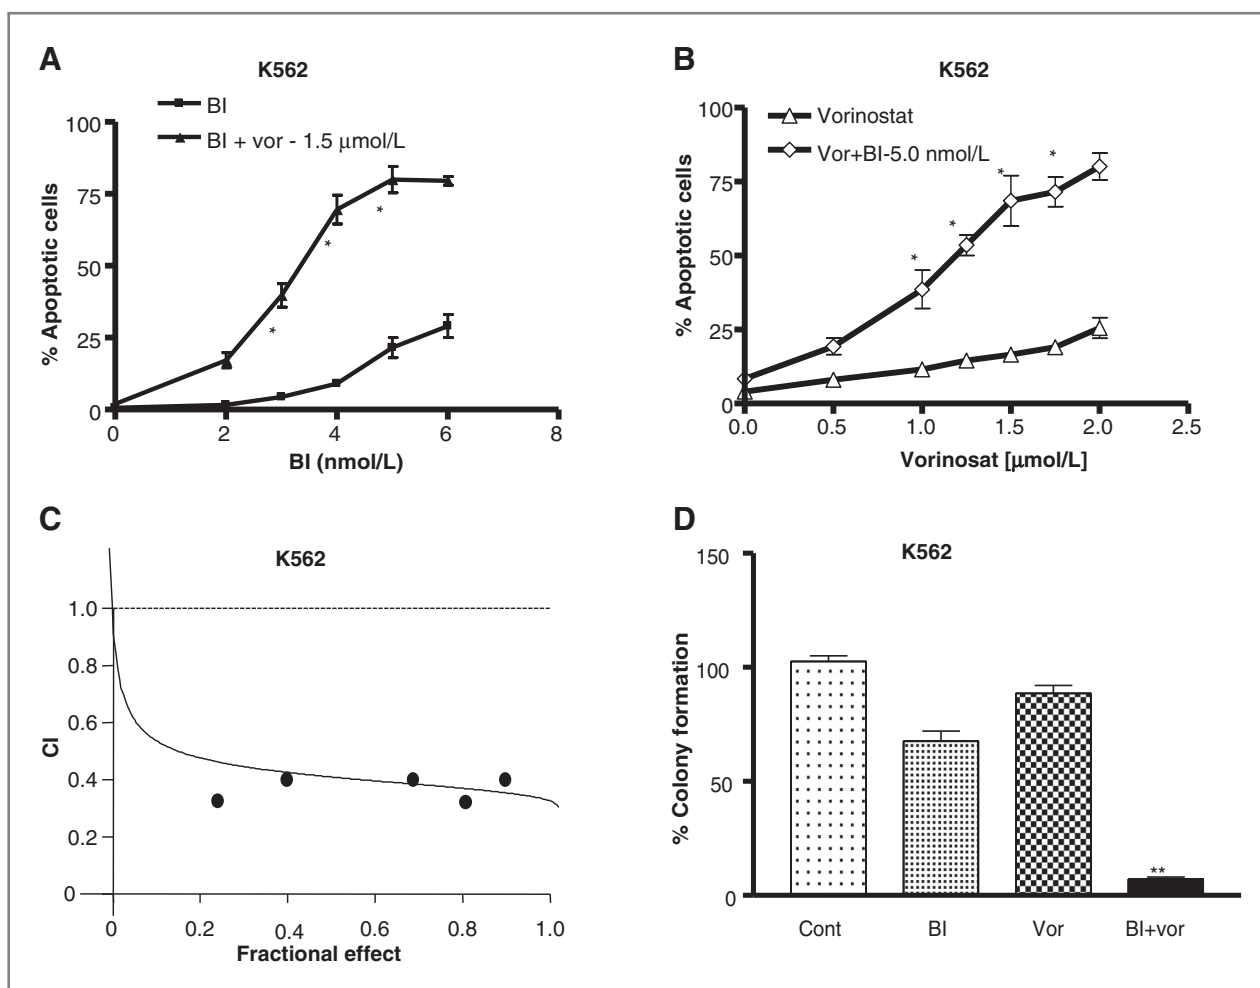 A
K562
BI
BI + vor - 1.5 μmol/L
100
75
50
25
0
% Apoptotic cells
0
2
4
6
8
BI (nmol/L)
*
*
*
B
K562
Vorinostat
Vor+BI-5.0 nmol/L
100
75
50
25
0
% Apoptotic cells
0.0
0.5
1.0
1.5
2.0
2.5
Vorinosat [μmol/L]
*
*
*
*
C
K562
1.0
0.8
0.6
0.4
0.2
0
CI
0
0.2
0.4
0.6
0.8
1.0
Fractional effect
D
K562
150
100
50
0
% Colony formation
**
Cont
BI
Vor
BI+vor